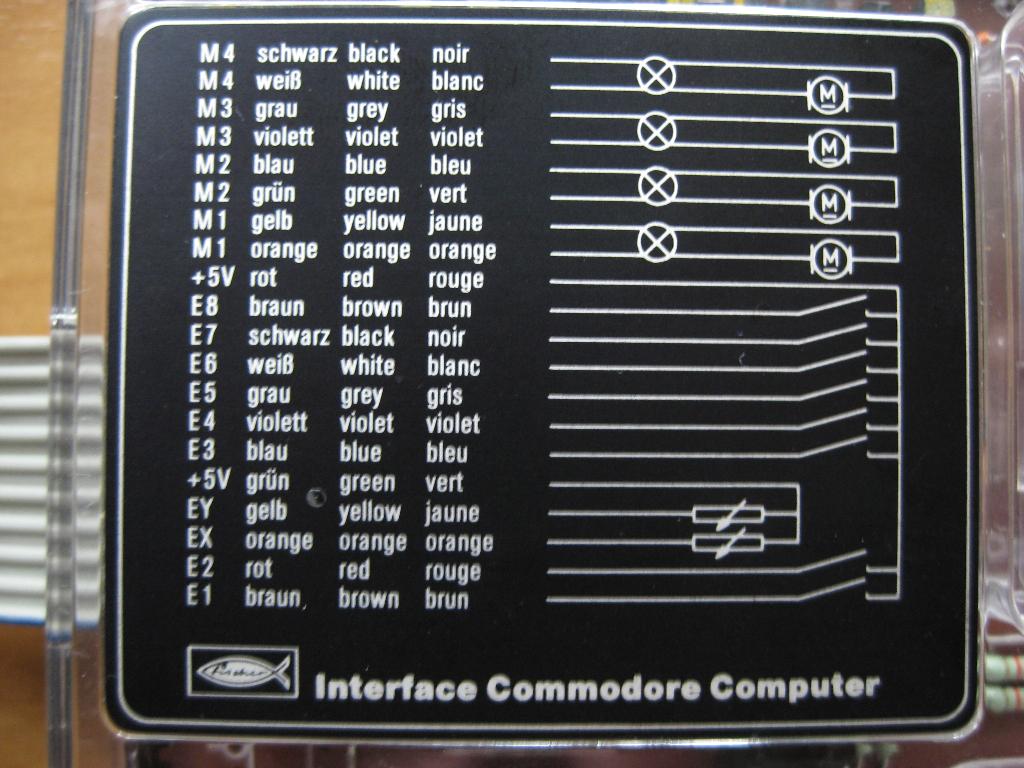 M4 schwarz black noir
M4 weiß white blanc
M3 grau grey gris
M3 violett violet violet
M2 blau blue bleu
M2 grün green vert
M1 gelb yellow jaune
M1 orange orange orange
+5V rot red rouge
E8 braun brown brun
E7 schwarz black noir
E6 weiß white blanc
E5 grau grey gris
E4 violett violet violet
E3 blau blue bleu
+5V grün green vert
EY gelb yellow jaune
EX orange orange orange
E2 rot red rouge
E1 braun brown brun
M
M
M
M
fischer
Interface Commodore Computer